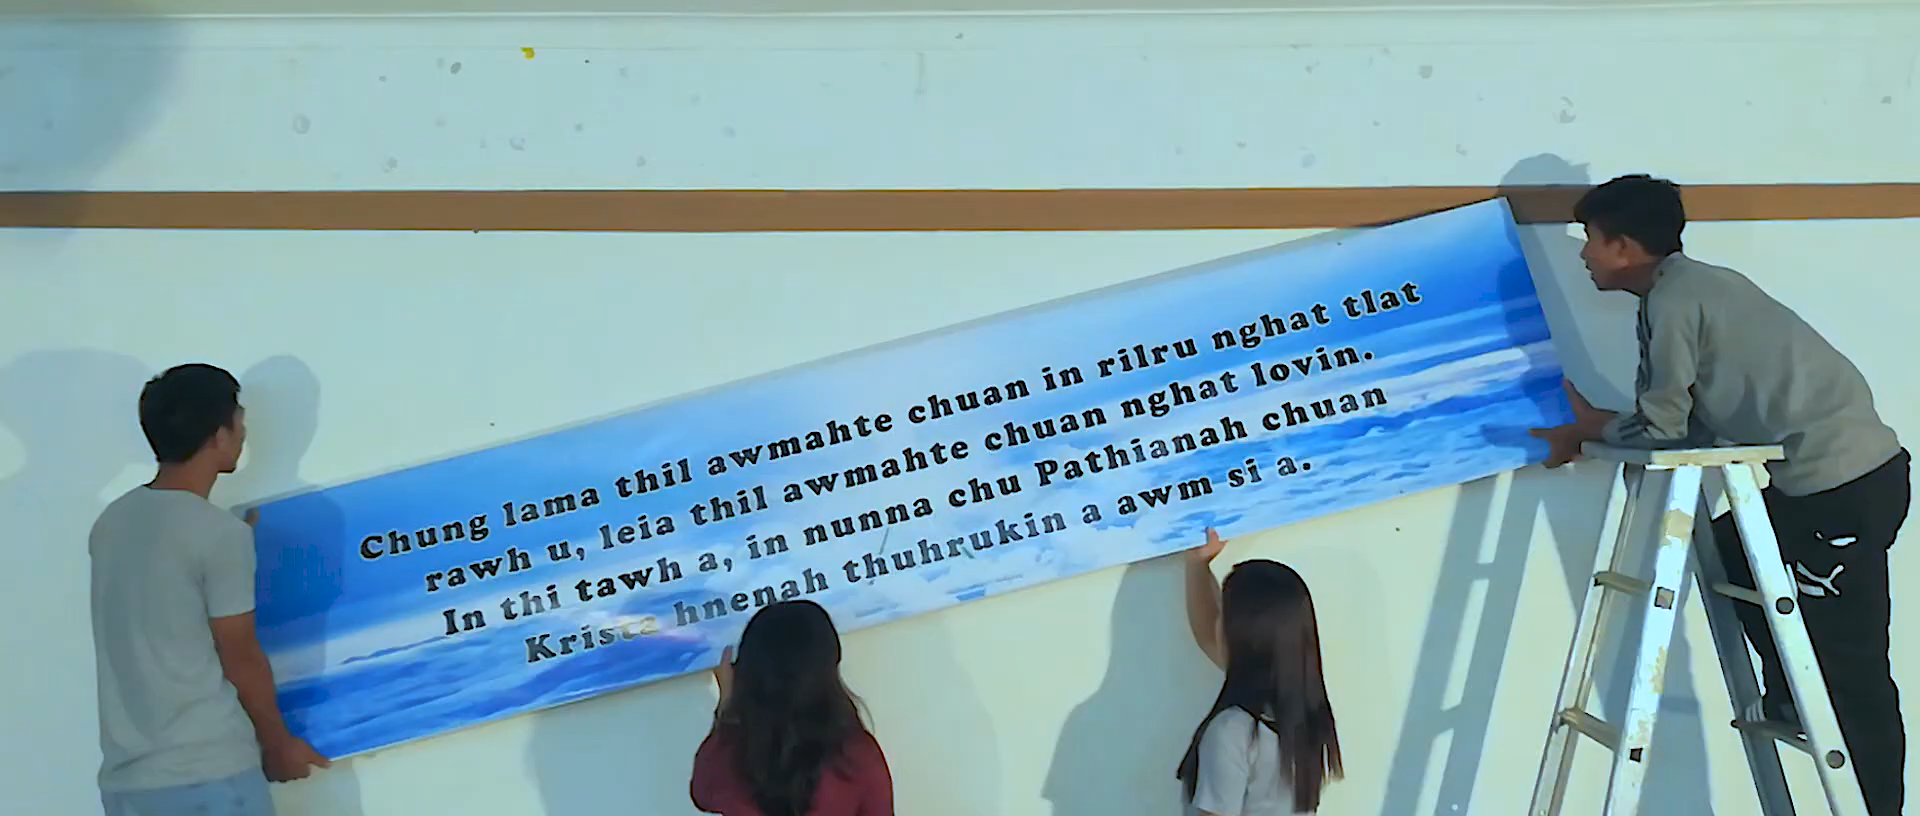 Chung lama thil awmahte chuan in rilru nghat tlat
rawh u, leia thil awmahte chuan nghat lovin.
In thi tawh a, in nunna chu Pathianah chuan
Krista hnenah thuhrukin a awm si a.